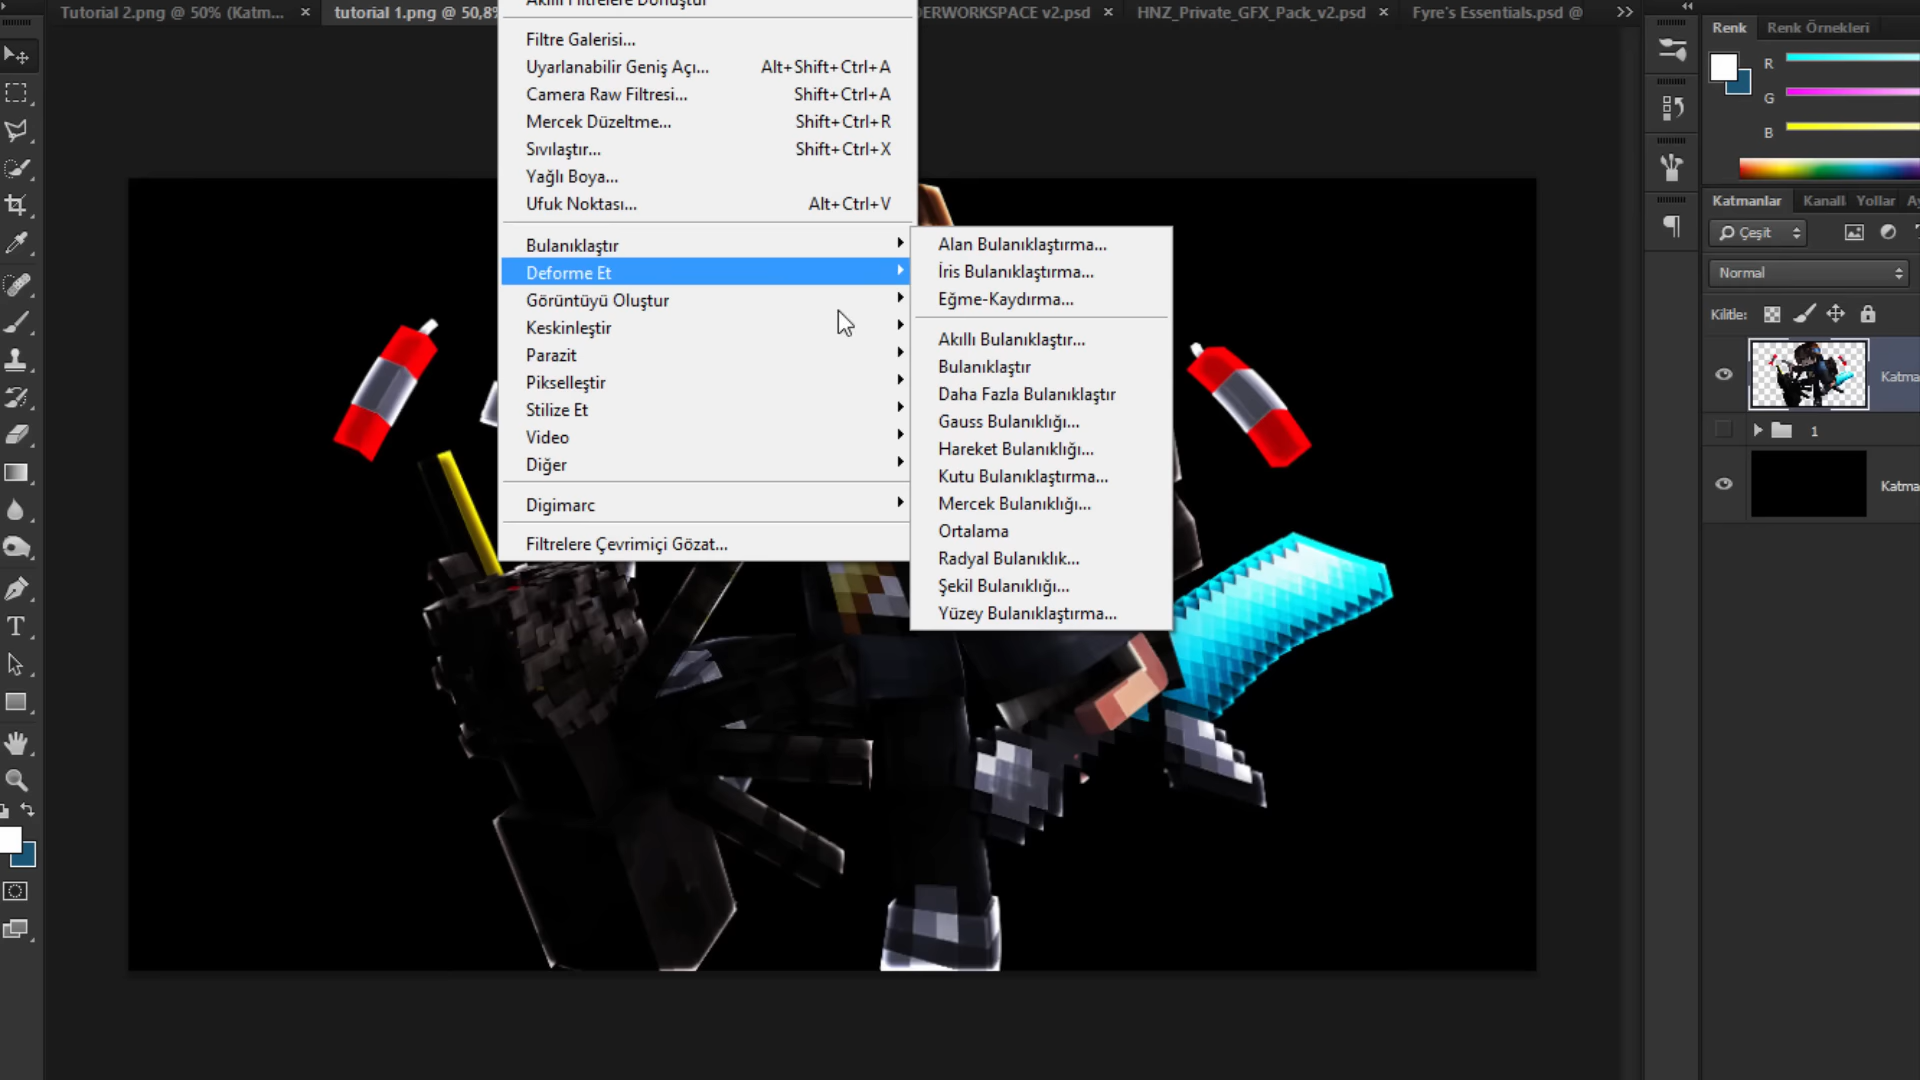 Tutorial 2.png @ 50% (Katm... × tutorial 1.png @ 50,8% ERWORKSPACE v2.psd × HNZ_Private_GFX_Pack_v2.psd × Fyre's Essentials.psd @
Akıllı Filtrelere Dönüştür
Filtre Galerisi...
Uyarlanabilir Geniş Açı... Alt+Shift+Ctrl+A
Camera Raw Filtresi... Shift+Ctrl+A
Mercek Düzeltme... Shift+Ctrl+R
Sıvılaştır... Shift+Ctrl+X
Yağlı Boya...
Ufuk Noktası... Alt+Ctrl+V
Bulanıklaştır
Deforme Et
Görüntüyü Oluştur
Keskinleştir
Parazit
Pikselleştir
Stilize Et
Video
Diğer
Digimarc
Filtrelere Çevrimiçi Gözat...
Alan Bulanıklaştırma...
İris Bulanıklaştırma...
Eğme-Kaydırma...
Akıllı Bulanıklaştır...
Bulanıklaştır
Daha Fazla Bulanıklaştır
Gauss Bulanıklığı...
Hareket Bulanıklığı...
Kutu Bulanıklaştırma...
Mercek Bulanıklığı...
Ortalama
Radyal Bulanıklık...
Şekil Bulanıklığı...
Yüzey Bulanıklaştırma...
Renk Renk Örnekleri
R
G
B
Katmanlar Kanall Yollar Ay
Çeşit
Normal
Kilitle:
Katma
1
Katma